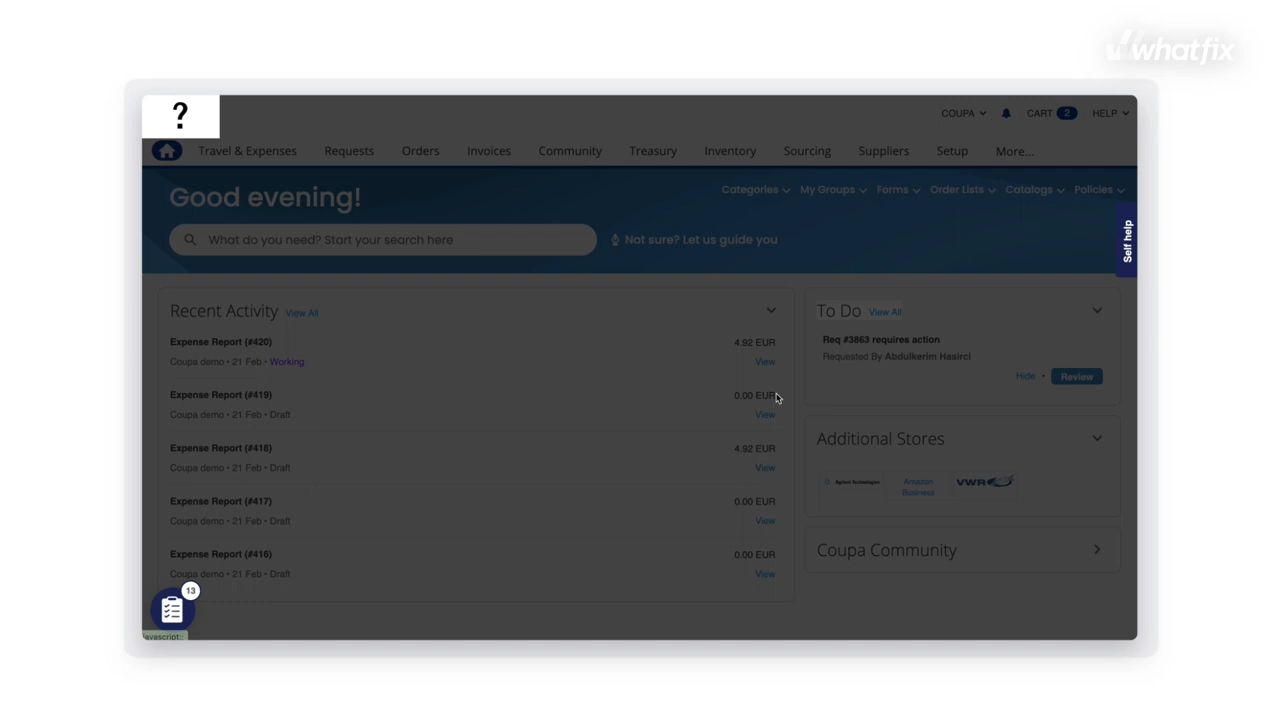 whatfix
?
COUPA
CART 2
HELP
Travel & Expenses
Requests
Orders
Invoices
Community
Treasury
Inventory
Sourcing
Suppliers
Setup
More...
Good evening!
Categories
My Groups
Forms
Order Lists
Catalogs
Policies
What do you need? Start your search here
Not sure? Let us guide you
Self help
Recent Activity View All
Expense Report (#420)
4.92 EUR
Coupa demo • 21 Feb • Working
View
Expense Report (#419)
0.00 EUR
Coupa demo • 21 Feb • Draft
View
Expense Report (#418)
4.92 EUR
Coupa demo • 21 Feb • Draft
View
Expense Report (#417)
0.00 EUR
Coupa demo • 21 Feb • Draft
View
Expense Report (#416)
0.00 EUR
Coupa demo • 21 Feb • Draft
View
To Do View All
Req #3863 requires action
Requested By Abdulkerim Hasirci
Hide • Review
Additional Stores
Agilent Technologies
Amazon
Business
VWR
Coupa Community
13
javascript:;